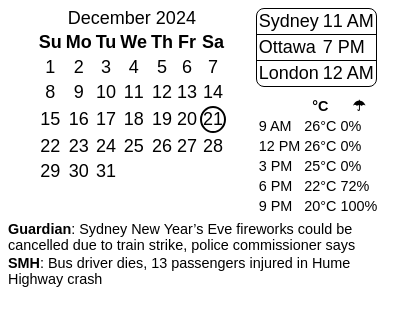 December 2024
Su Mo Tu We Th Fr Sa
1 2 3 4 5 6 7
8 9 10 11 12 13 14
15 16 17 18 19 20 21
22 23 24 25 26 27 28
29 30 31
Sydney 11 AM
Ottawa 7 PM
London 12 AM
°C ☂
9 AM 26°C 0%
12 PM 26°C 0%
3 PM 25°C 0%
6 PM 22°C 72%
9 PM 20°C 100%
Guardian: Sydney New Year’s Eve fireworks could be
cancelled due to train strike, police commissioner says
SMH: Bus driver dies, 13 passengers injured in Hume
Highway crash